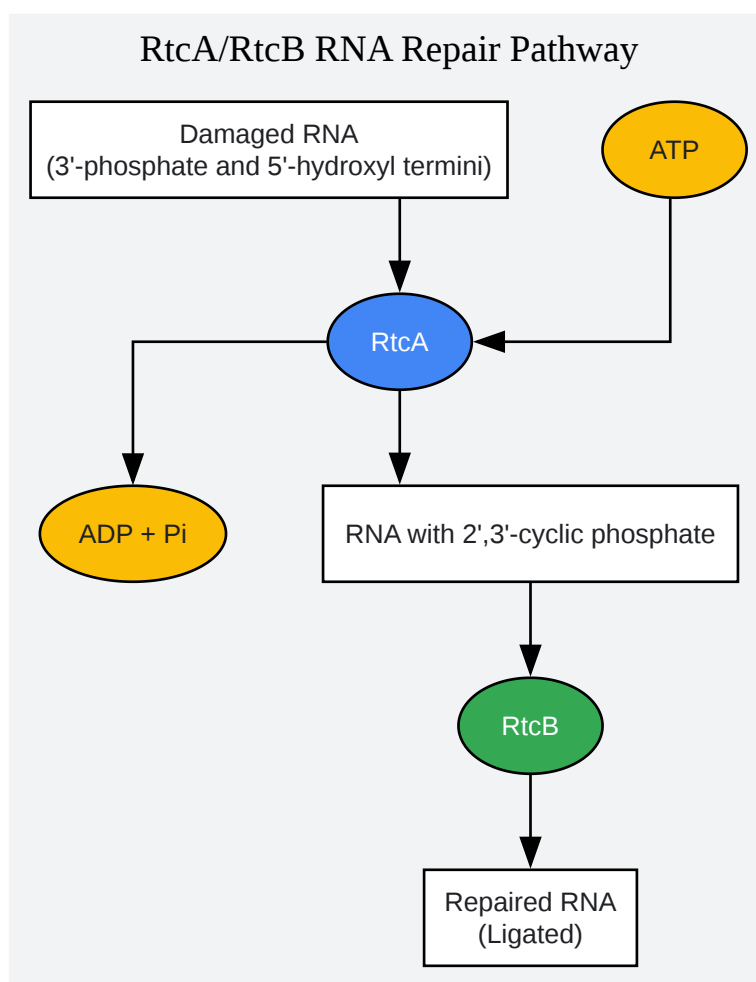 RtcA/RtcB RNA Repair Pathway
Damaged RNA
(3'-phosphate and 5'-hydroxyl termini)
ATP
RtcA
ADP + Pi
RNA with 2',3'-cyclic phosphate
RtcB
Repaired RNA
(Ligated)